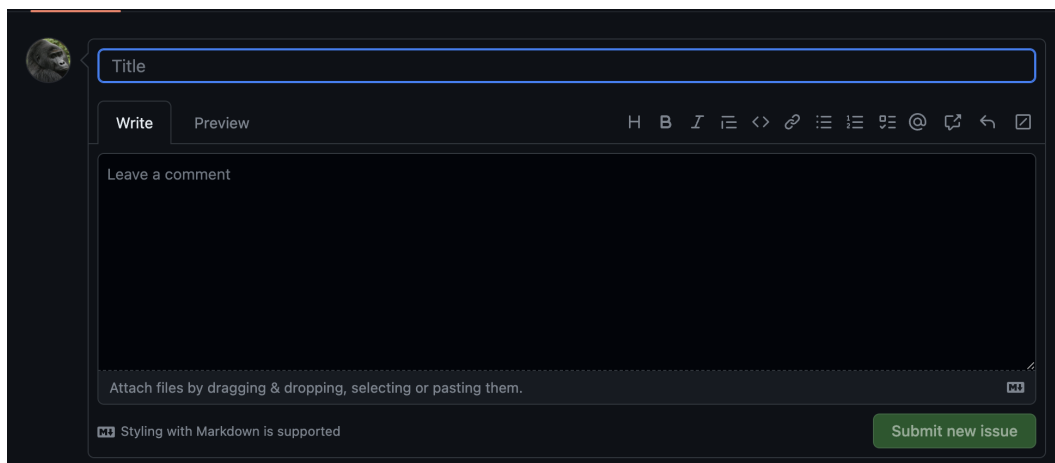 Title
Write Preview H B I <> @
Leave a comment
Attach files by dragging & dropping, selecting or pasting them.
M↓
M↓ Styling with Markdown is supported
Submit new issue